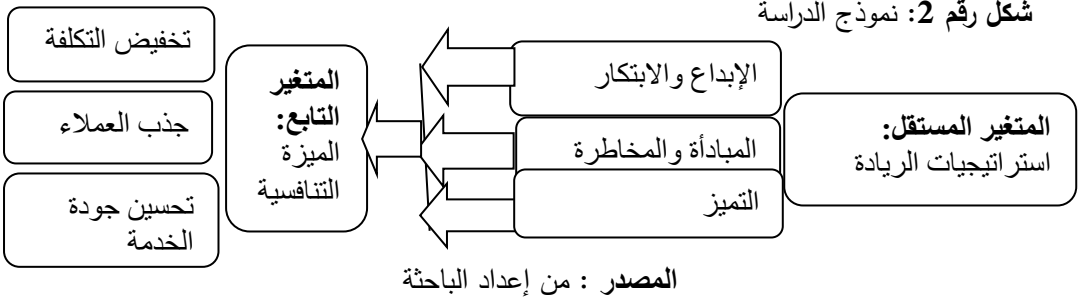 شكل رقم 2: نموذج الدراسة
المتغير المستقل:
استراتيجيات الريادة
الإبداع والابتكار
المبادأة والمخاطرة
التميز
المتغير
التابع:
الميزة
التنافسية
تخفيض التكلفة
جذب العملاء
تحسين جودة
الخدمة
المصدر : من إعداد الباحثة